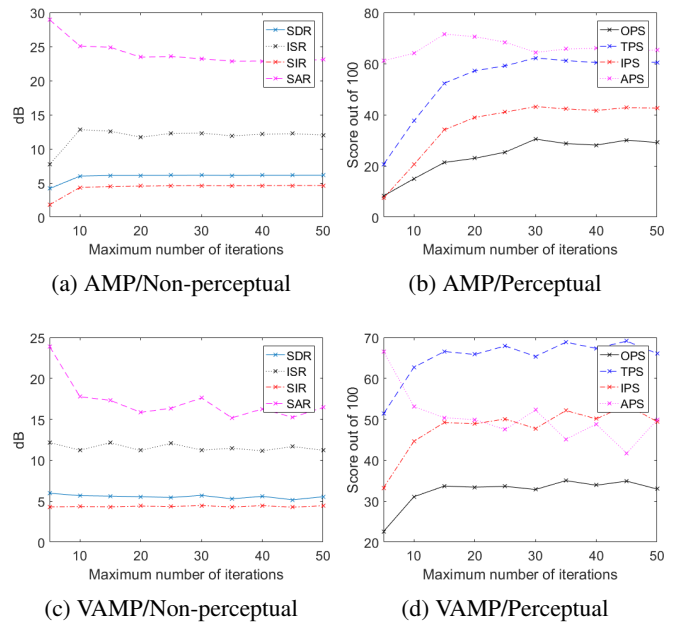 30
25
20
15
10
5
0
dB
SDR
ISR
SIR
SAR
10 20 30 40 50
Maximum number of iterations
(a) AMP/Non-perceptual
80
60
40
20
0
Score out of 100
OPS
TPS
IPS
APS
10 20 30 40 50
Maximum number of iterations
(b) AMP/Perceptual
25
20
15
10
5
0
dB
SDR
ISR
SIR
SAR
10 20 30 40 50
Maximum number of iterations
(c) VAMP/Non-perceptual
70
60
50
40
30
20
Score out of 100
OPS
TPS
IPS
APS
10 20 30 40 50
Maximum number of iterations
(d) VAMP/Perceptual